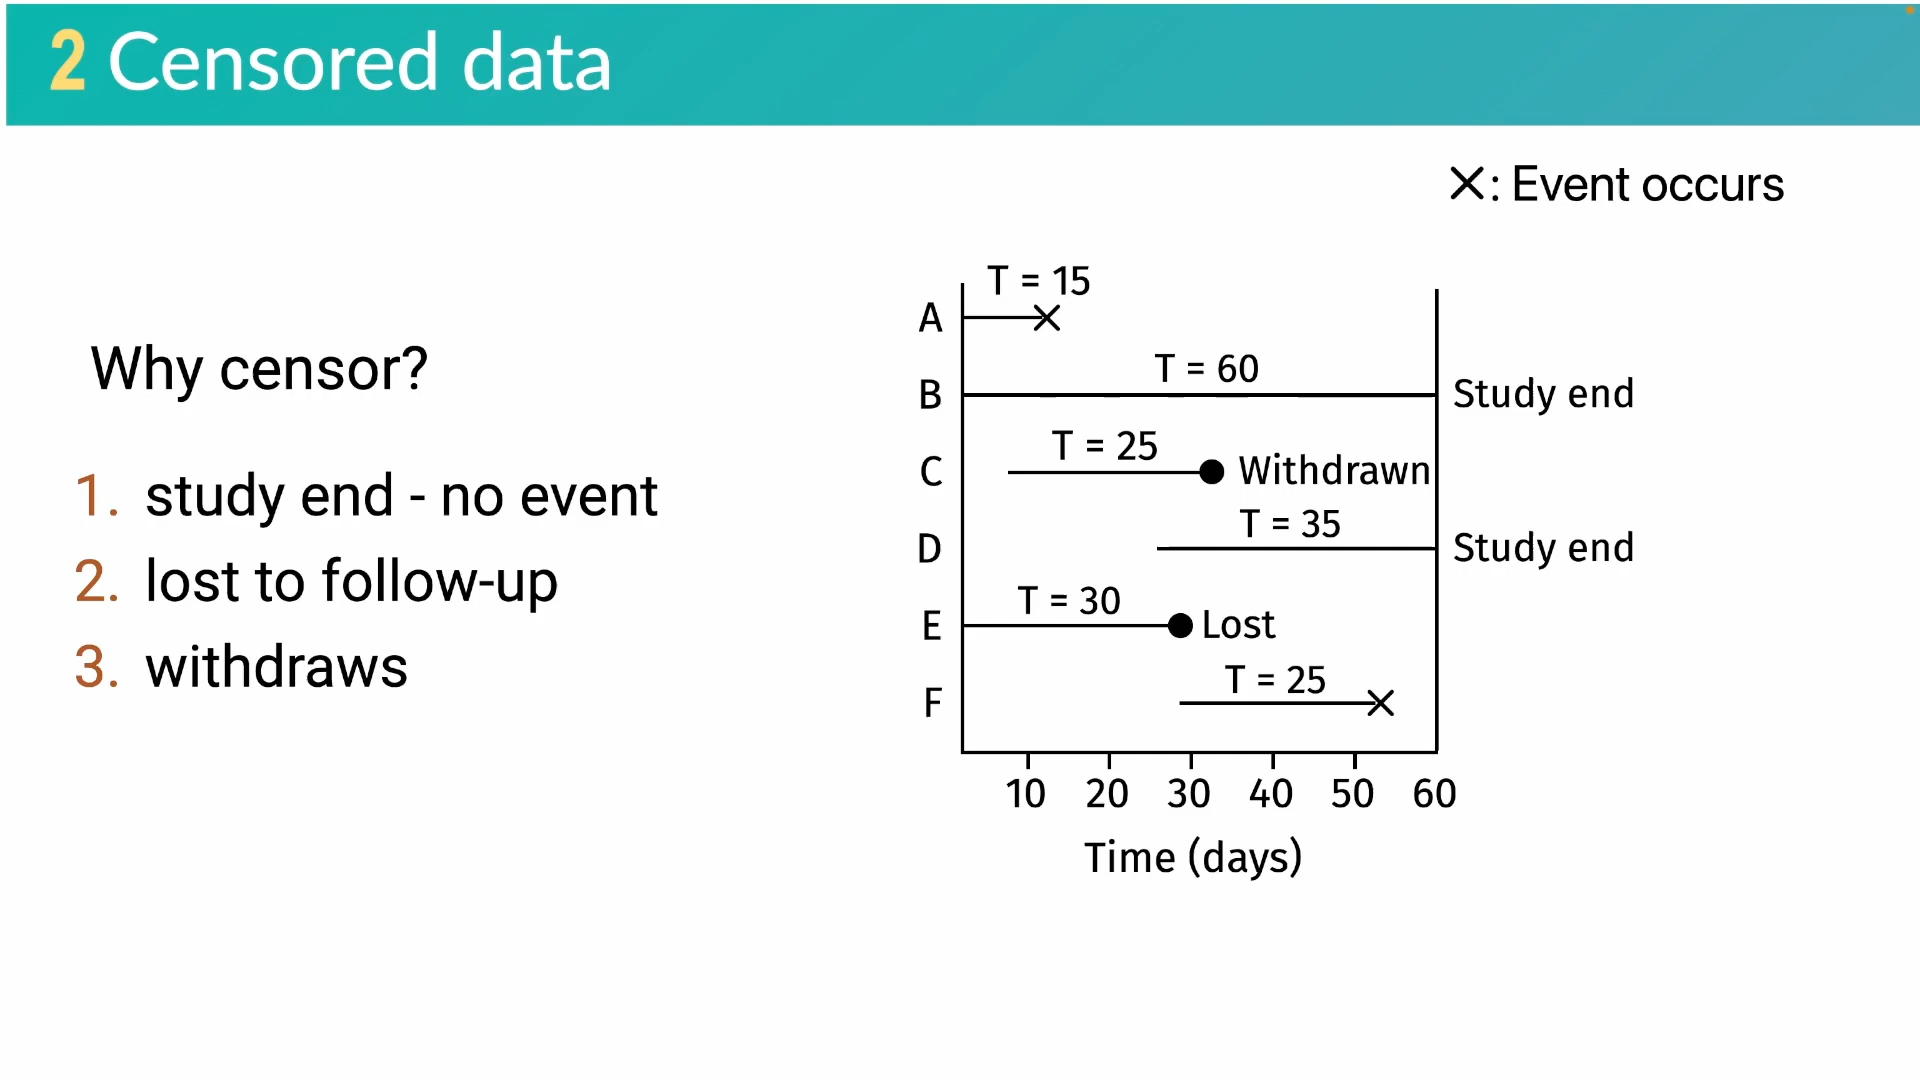 2 Censored data
×: Event occurs
Why censor?
1. study end - no event
2. lost to follow-up
3. withdraws
T = 15
A
T = 60
B Study end
T = 25
C Withdrawn
T = 35
D Study end
T = 30
E Lost
T = 25
F
10 20 30 40 50 60
Time (days)